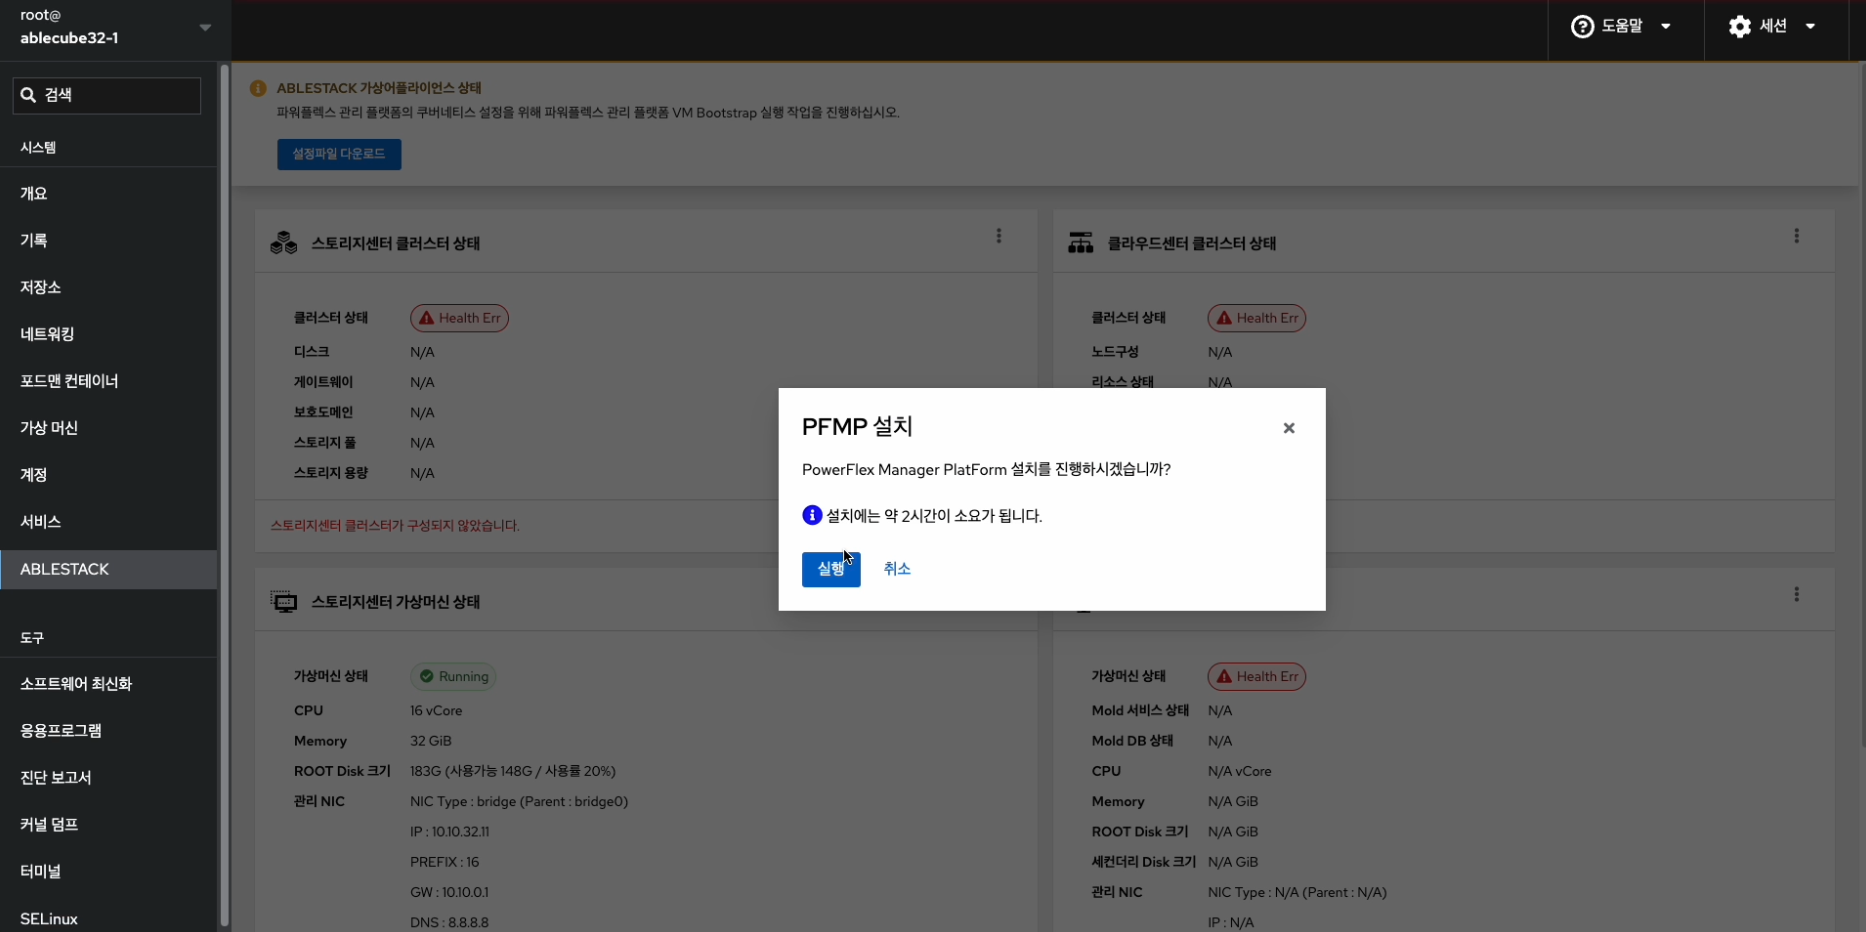 root@
ablecube32-1
도움말
세션
검색
시스템
개요
기록
저장소
네트워킹
포드맨 컨테이너
가상 머신
계정
서비스
ABLESTACK
도구
소프트웨어 최신화
응용프로그램
진단 보고서
커널 덤프
터미널
SELinux
ABLESTACK 가상어플라이언스 상태
파워플렉스 관리 플랫폼의 쿠버네티스 설정을 위해 파워플렉스 관리 플랫폼 VM Bootstrap 실행 작업을 진행하십시오.
설정파일 다운로드
스토리지센터 클러스터 상태
클러스터 상태 Health Err
디스크 N/A
게이트웨이 N/A
보호도메인 N/A
스토리지 풀 N/A
스토리지 용량 N/A
스토리지센터 클러스터가 구성되지 않았습니다.
클라우드센터 클러스터 상태
클러스터 상태 Health Err
노드구성 N/A
리소스 상태 N/A
PFMP 설치
PowerFlex Manager PlatForm 설치를 진행하시겠습니까?
설치에는 약 2시간이 소요가 됩니다.
실행 취소
스토리지센터 가상머신 상태
가상머신 상태 Running
CPU 16 vCore
Memory 32 GiB
ROOT Disk 크기 183G (사용가능 148G / 사용률 20%)
관리 NIC NIC Type : bridge (Parent : bridge0)
IP : 10.10.32.11
PREFIX : 16
GW : 10.10.0.1
DNS : 8.8.8.8
가상머신 상태 Health Err
Mold 서비스 상태 N/A
Mold DB 상태 N/A
CPU N/A vCore
Memory N/A GiB
ROOT Disk 크기 N/A GiB
세컨더리 Disk 크기 N/A GiB
관리 NIC NIC Type : N/A (Parent : N/A)
IP : N/A